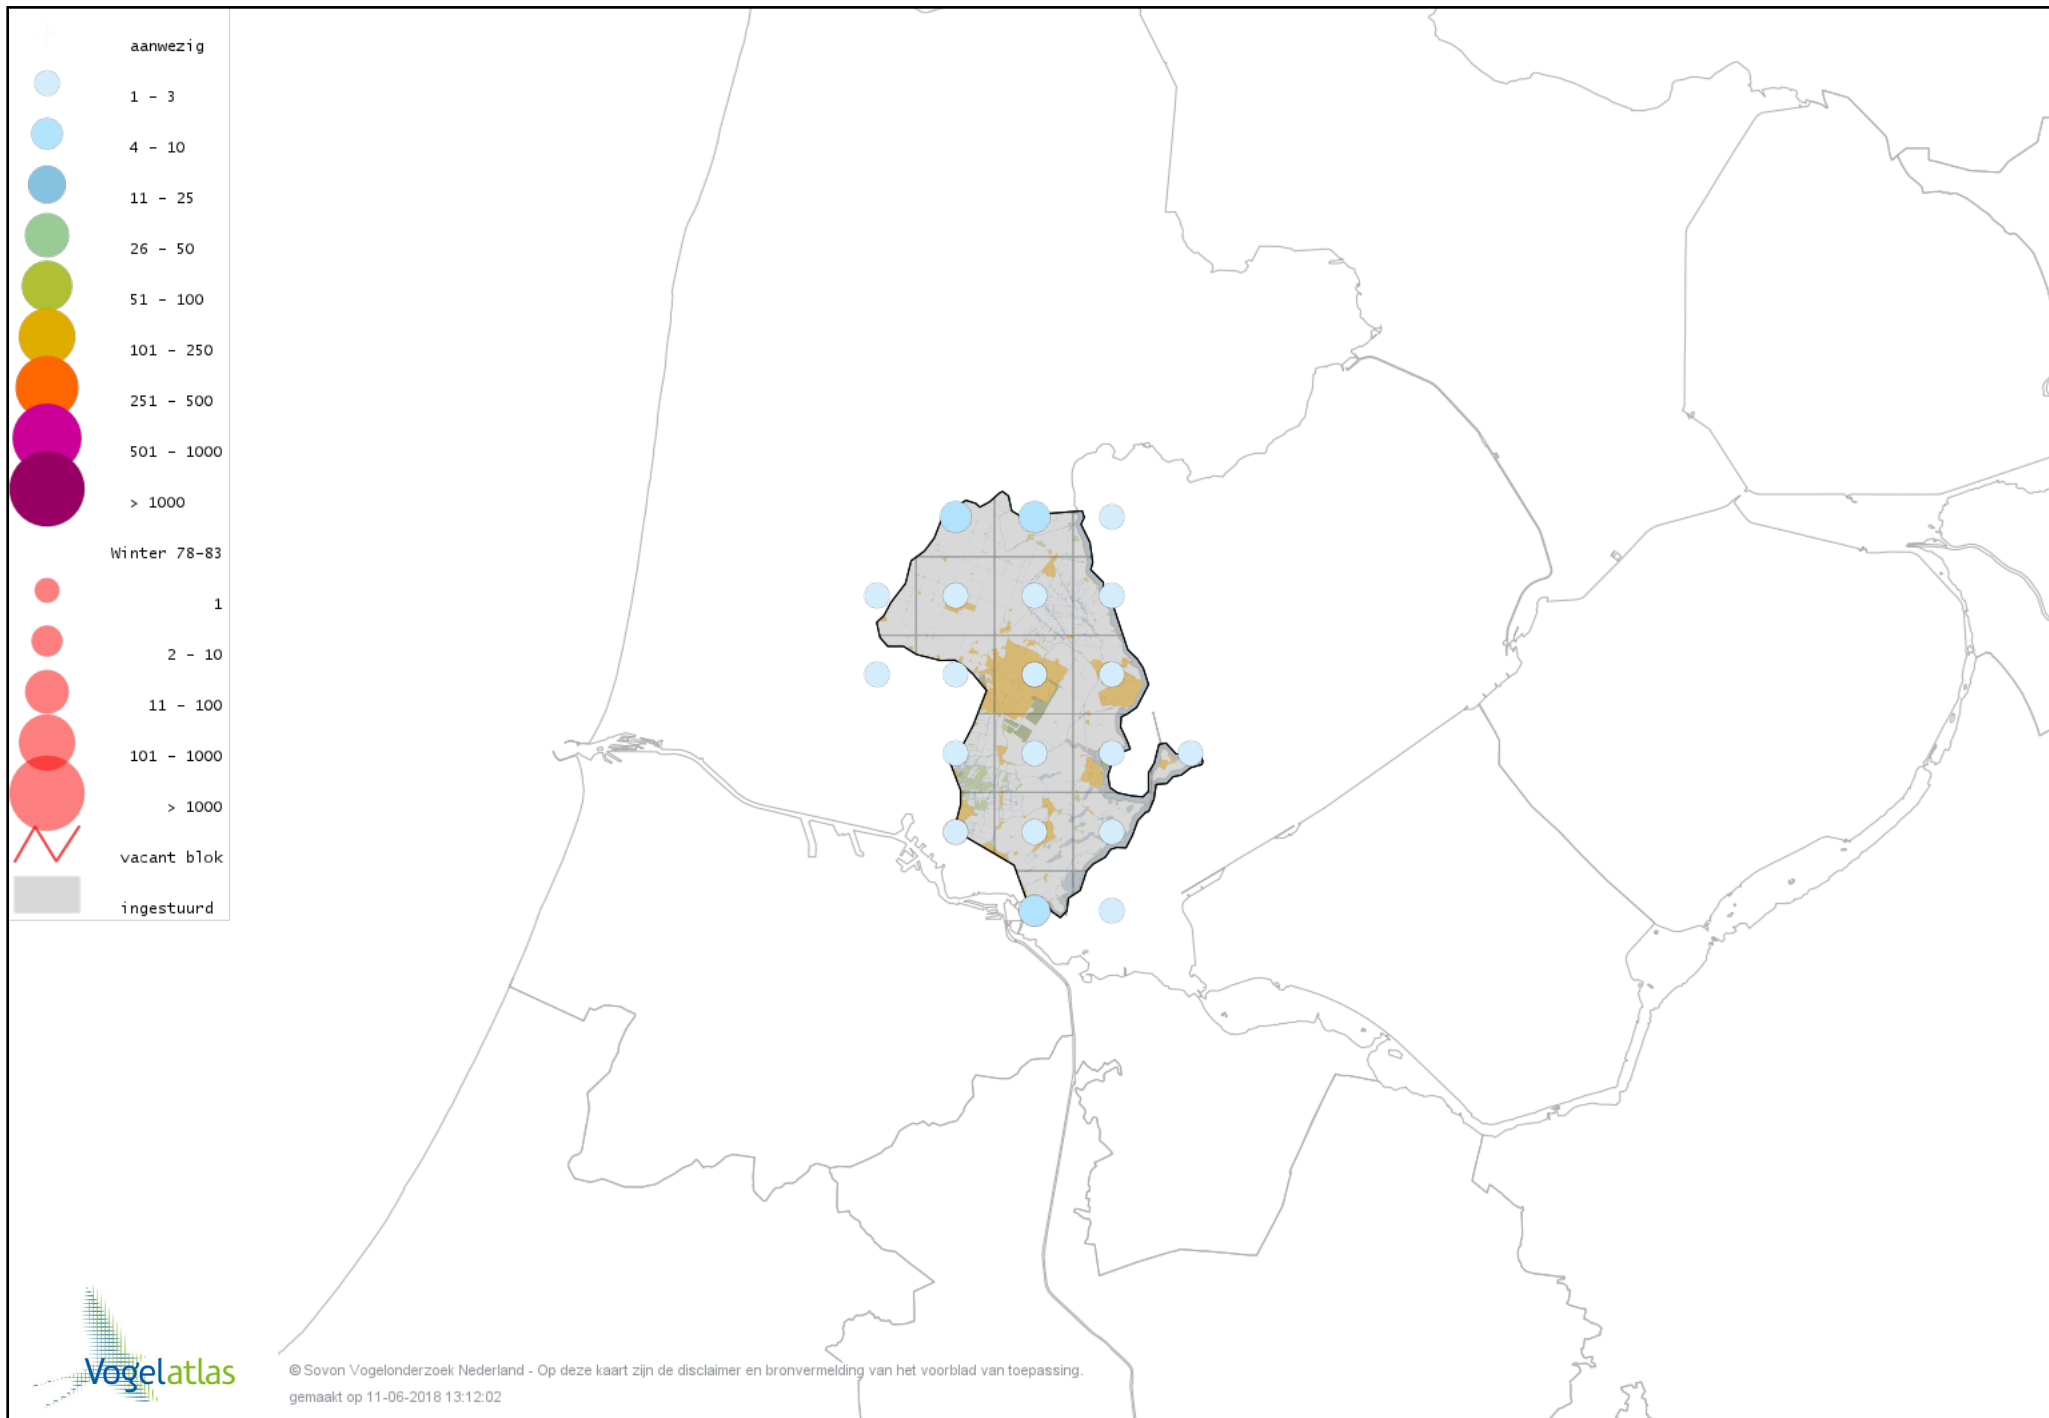 aanwezig
1 - 3
4 - 10
11 - 25
26 - 50
51 - 100
101 - 250
251 - 500
501 - 1000
> 1000
Winter 78-83
1
2 - 10
11 - 100
101 - 1000
> 1000
vacant blok
ingestuurd
Vogelatlas
© Sovon Vogelonderzoek Nederland - Op deze kaart zijn de disclaimer en bronvermelding van het voorblad van toepassing.
gemaakt op 11-06-2018 13:12:02